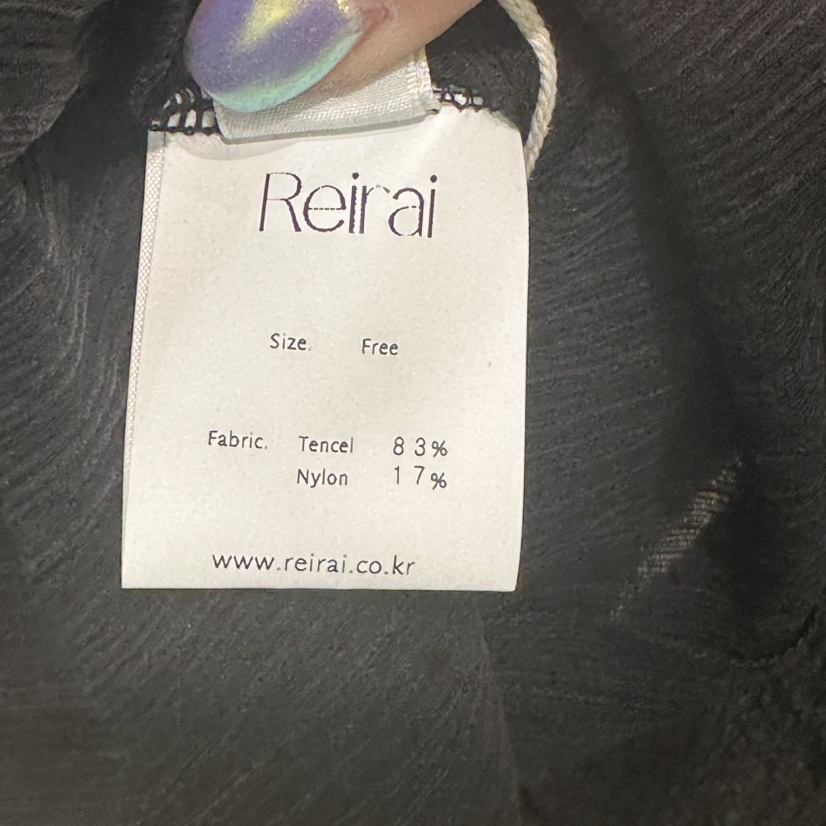 Reirai
Size. Free
Fabric. Tencel 83%
Nylon 17%
www.reirai.co.kr